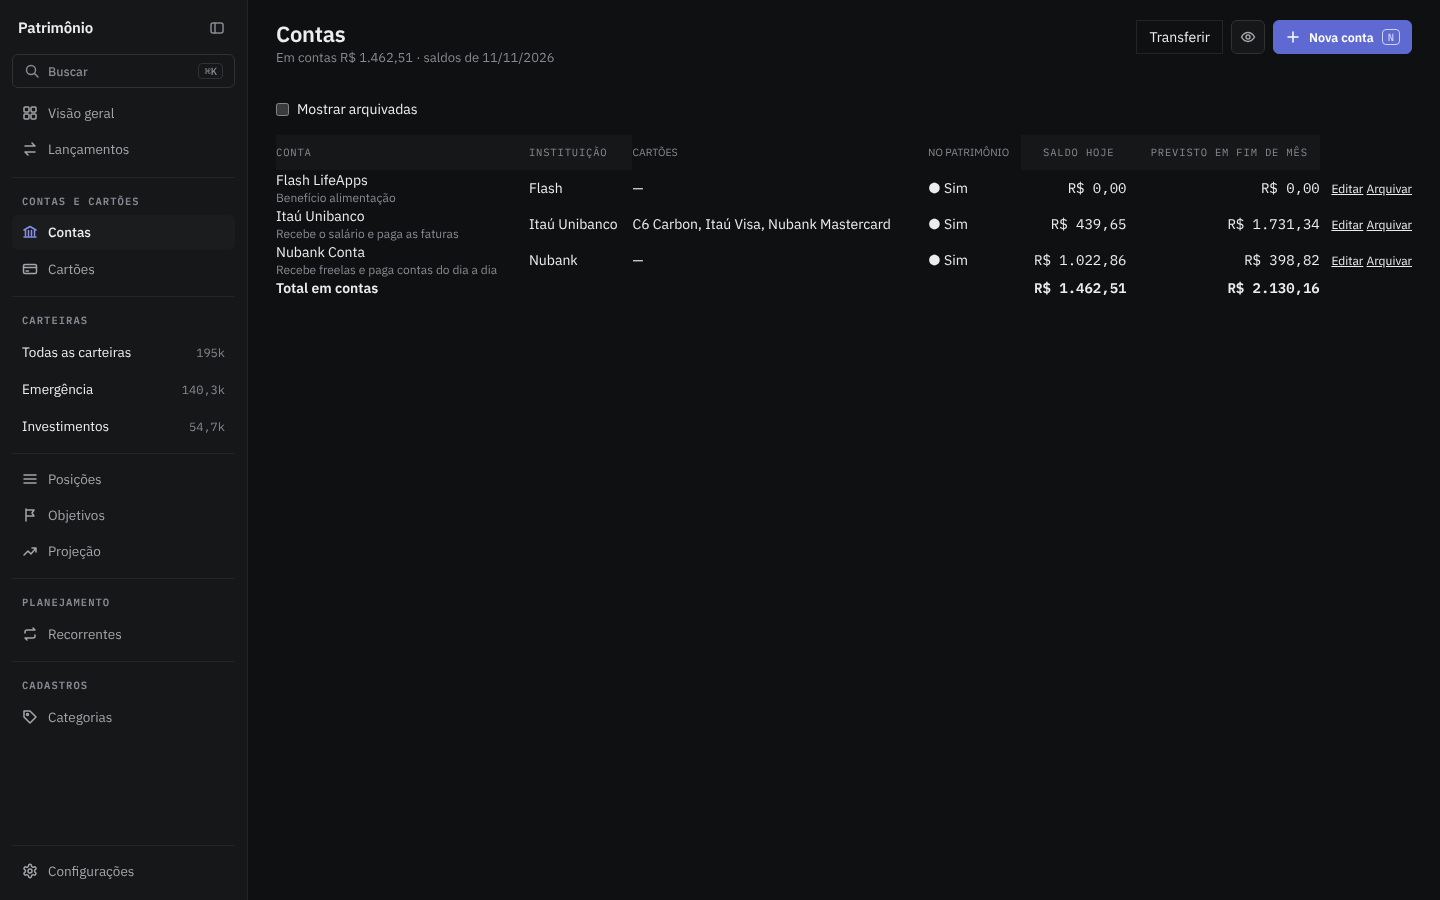 Patrimônio
Buscar ⌘K
Visão geral
Lançamentos
CONTAS E CARTÕES
Contas
Cartões
CARTEIRAS
Todas as carteiras 195k
Emergência 140,3k
Investimentos 54,7k
Posições
Objetivos
Projeção
PLANEJAMENTO
Recorrentes
CADASTROS
Categorias
Configurações
Contas
Em contas R$ 1.462,51 · saldos de 11/11/2026
Transferir
Nova conta N
Mostrar arquivadas
CONTA INSTITUIÇÃO CARTÕES NO PATRIMÔNIO SALDO HOJE PREVISTO EM FIM DE MÊS
Flash LifeApps Flash — Sim R$ 0,00 R$ 0,00 Editar Arquivar
Benefício alimentação
Itaú Unibanco Itaú Unibanco C6 Carbon, Itaú Visa, Nubank Mastercard Sim R$ 439,65 R$ 1.731,34 Editar Arquivar
Recebe o salário e paga as faturas
Nubank Conta Nubank — Sim R$ 1.022,86 R$ 398,82 Editar Arquivar
Recebe freelas e paga contas do dia a dia
Total em contas R$ 1.462,51 R$ 2.130,16